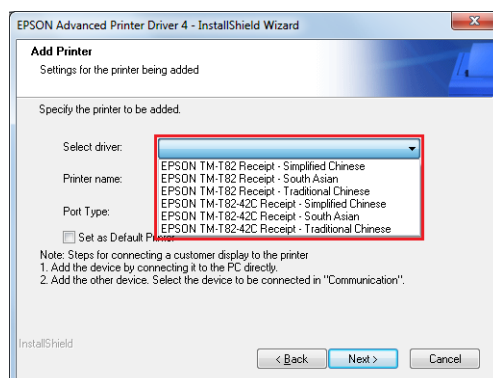 EPSON Advanced Printer Driver 4 - InstallShield Wizard
Add Printer
Settings for the printer being added
Specify the printer to be added.
Select driver:
EPSON TM-T82 Receipt - Simplified Chinese
EPSON TM-T82 Receipt - South Asian
Printer name:
EPSON TM-T82 Receipt - Traditional Chinese
EPSON TM-T82-42C Receipt - Simplified Chinese
Port Type:
EPSON TM-T82-42C Receipt - South Asian
EPSON TM-T82-42C Receipt - Traditional Chinese
Set as Default Printer
Note: Steps for connecting a customer display to the printer
1. Add the device by connecting it to the PC directly.
2. Add the other device. Select the device to be connected in "Communication".
InstallShield
< Back
Next >
Cancel